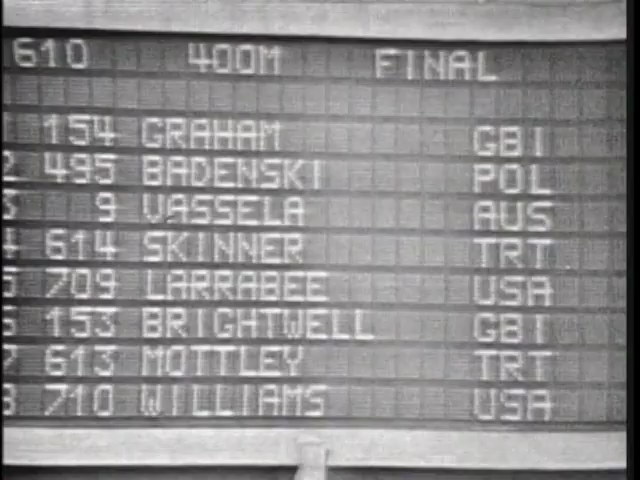 610 400M FINAL
1 154 GRAHAM GBI
2 495 BADENSKI POL
3 9 VASSELA AUS
4 614 SKINNER TRT
5 709 LARRABEE USA
6 153 BRIGHTWELL GBI
7 613 MOTTLEY TRT
8 710 WILLIAMS USA